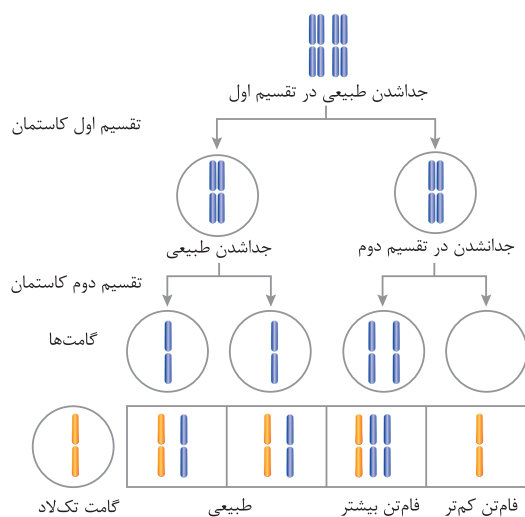 جداشدن طبیعی در تقسیم اول
تقسیم اول کاستمان
جداشدن طبیعی
جدانشدن در تقسیم دوم
تقسیم دوم کاستمان
گامت‌ها
گامت تک‌لاد
طبیعی
فام‌تن بیشتر
فام‌تن کم‌تر